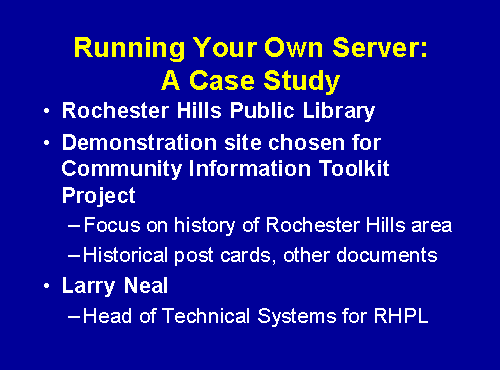 Running Your Own Server:
A Case Study
• Rochester Hills Public Library
• Demonstration site chosen for
Community Information Toolkit
Project
–Focus on history of Rochester Hills area
–Historical post cards, other documents
• Larry Neal
–Head of Technical Systems for RHPL